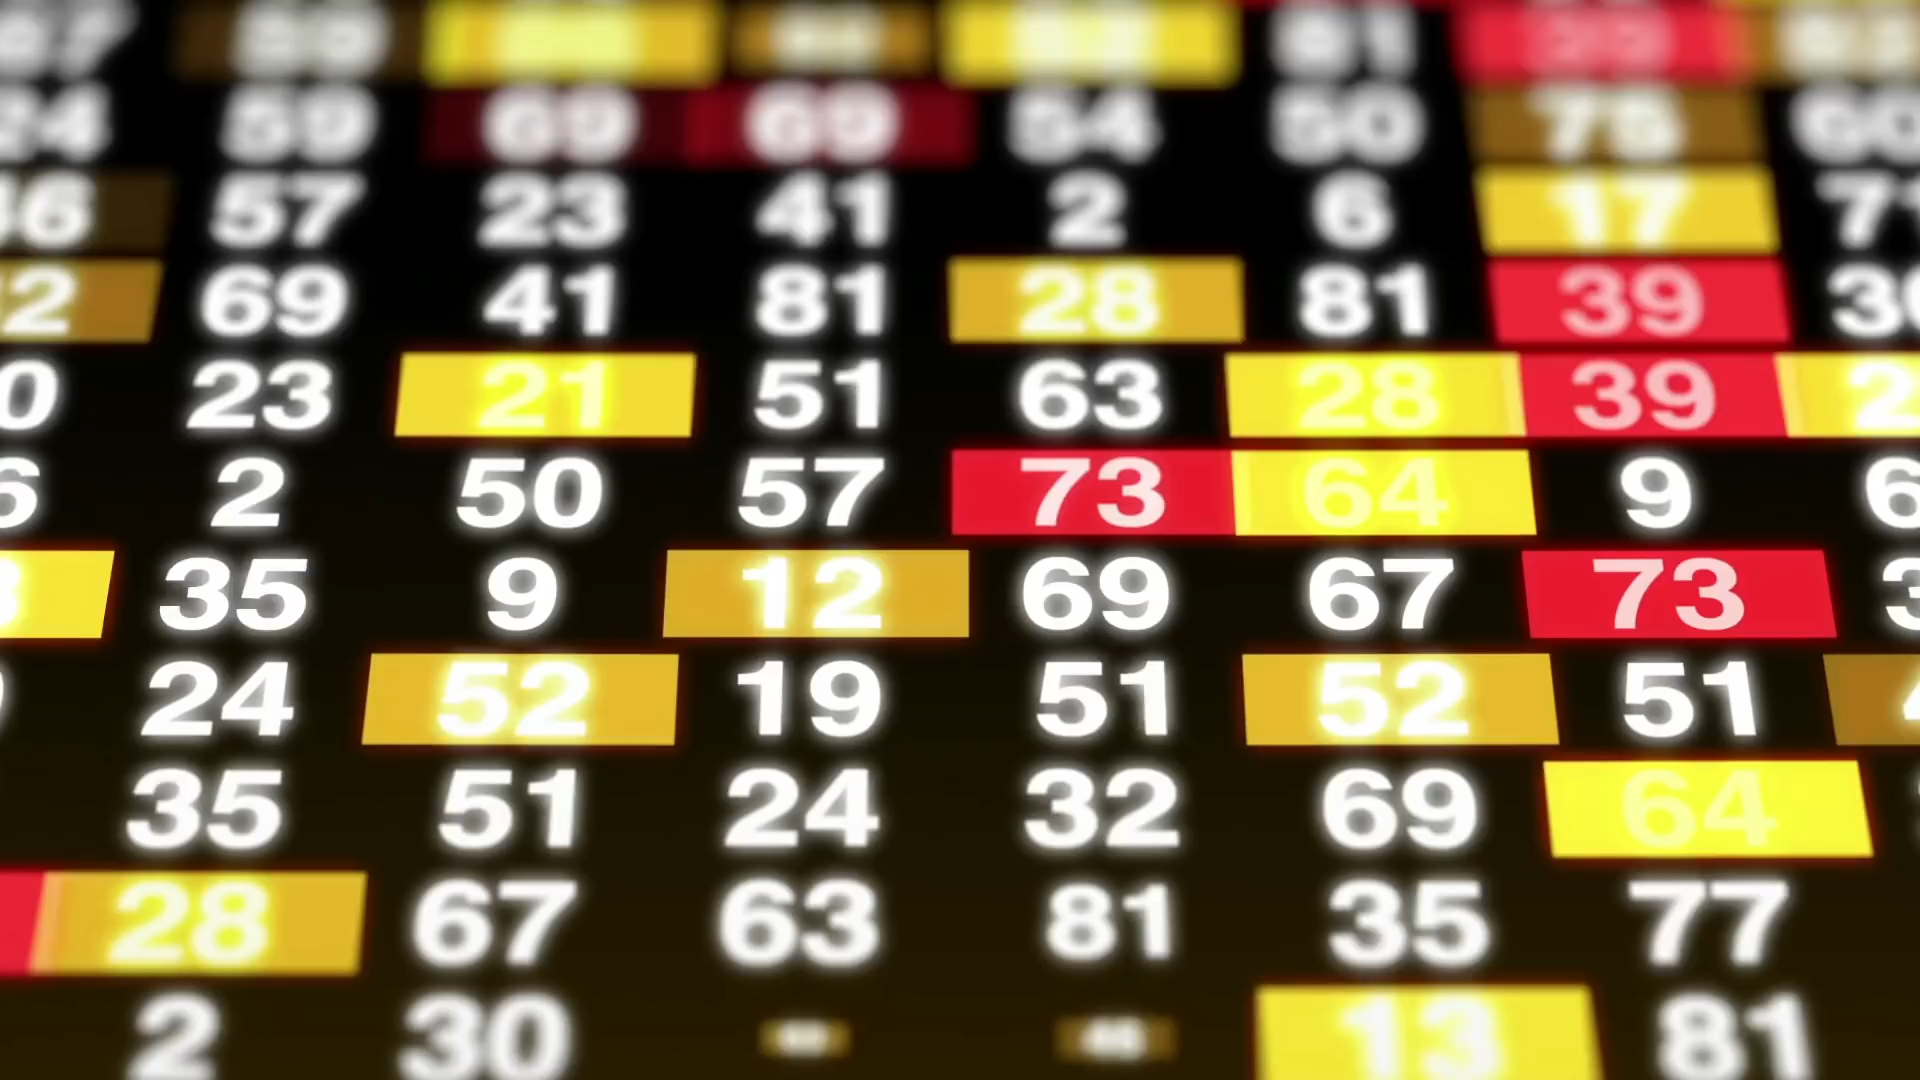 59 69 69 54 50 75 60
57 23 41 2 6 17 71
69 41 81 28 81 39
23 21 51 63 28 39
2 50 57 73 64 9
35 9 12 69 67 73
24 52 19 51 52 51
35 51 24 32 69 64
28 67 63 81 35 77
2 30 13 81